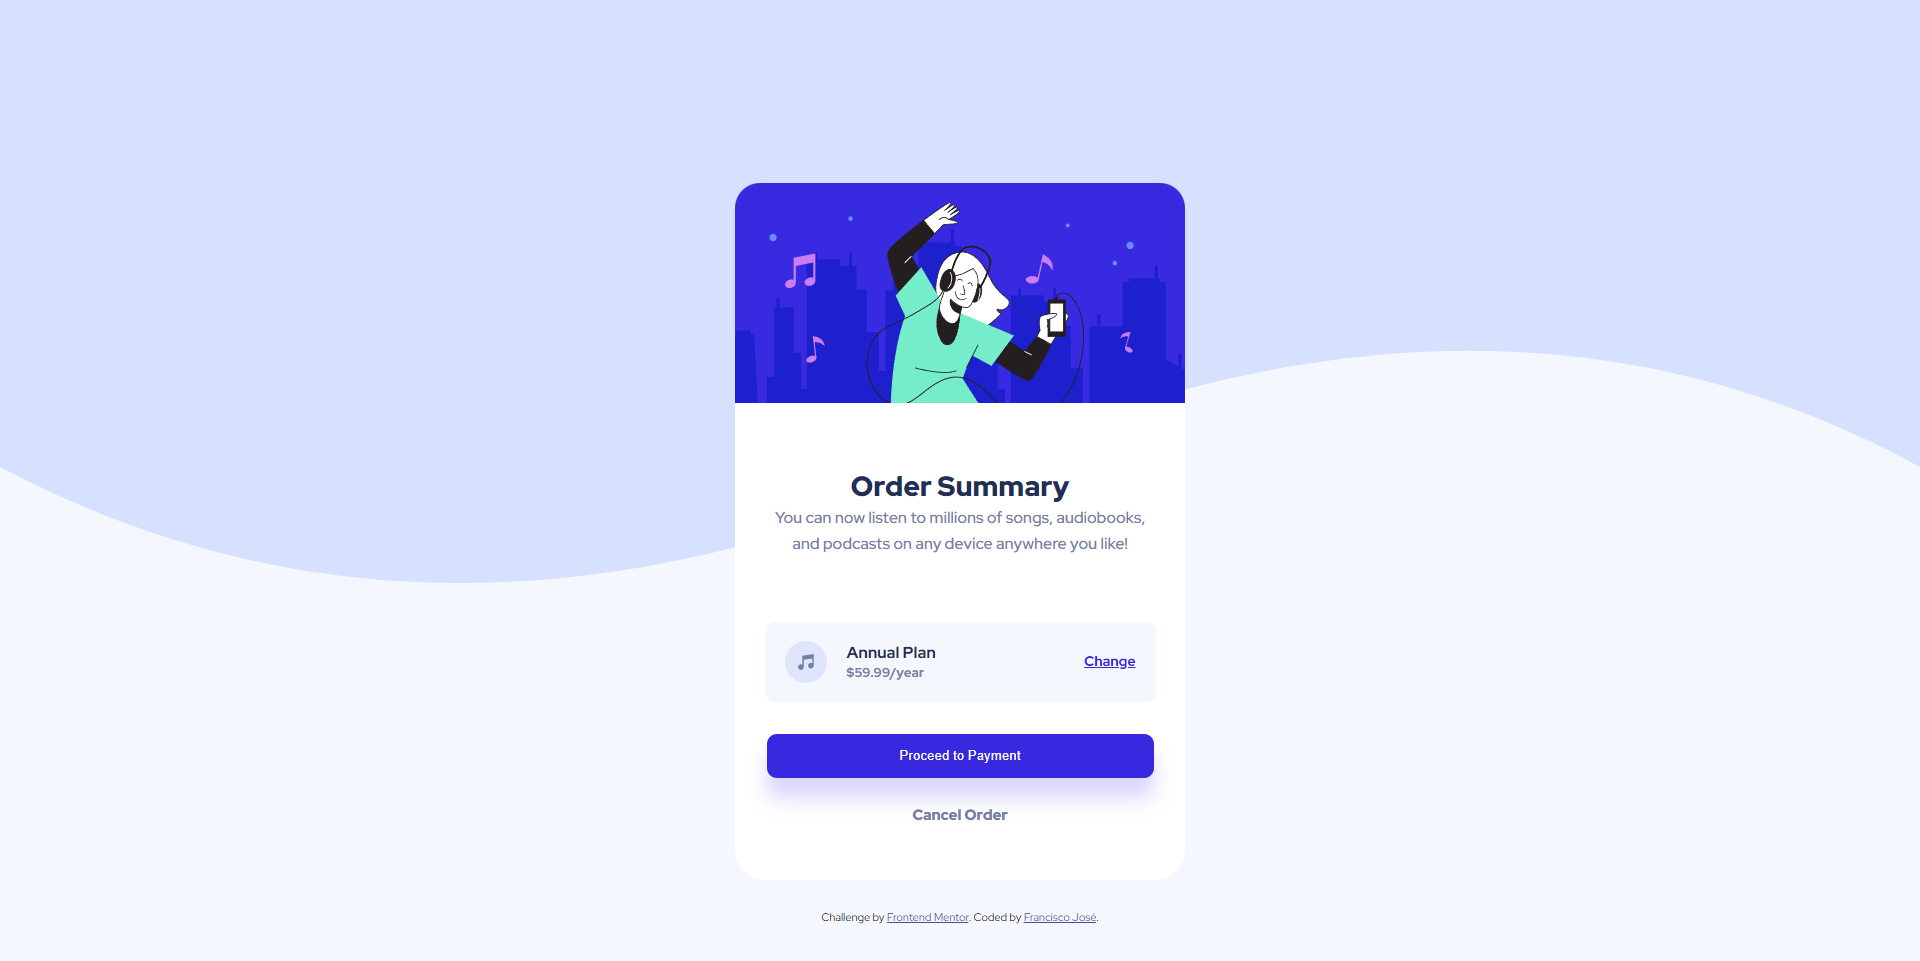 Order Summary
You can now listen to millions of songs, audiobooks,
and podcasts on any device anywhere you like!
Annual Plan
$59.99/year
Change
Proceed to Payment
Cancel Order
Challenge by Frontend Mentor. Coded by Francisco José.